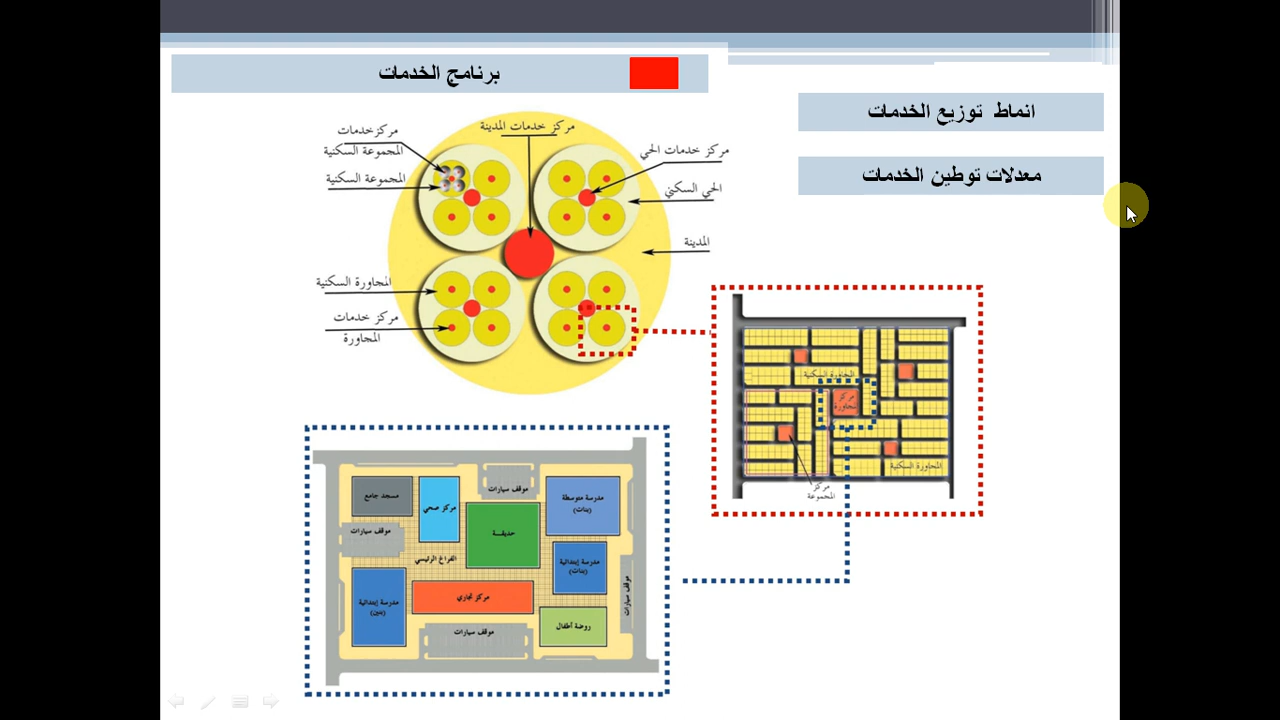 برنامج الخدمات
انماط توزيع الخدمات
معدلات توطين الخدمات
مركز خدمات المدينة
مركز خدمات
المجموعة السكنية
المجموعة السكنية
مركز خدمات الحي
الحي السكني
المدينة
المجاورة السكنية
مركز خدمات
المجاورة
المجاورة السكنية
مركز
المجاورة
المجاورة السكنية
مركز
المجموعة
مسجد جامع
مركز صحي
موقف سيارات
مدرسة متوسطة
(بنات)
موقف سيارات
حديقـــة
الفراغ الرئيسي
مدرسة إبتدائية
(بنات)
مدرسة إبتدائية
(بنين)
مركز تجاري
موقف سيارات
روضة أطفال
موقف سيارات